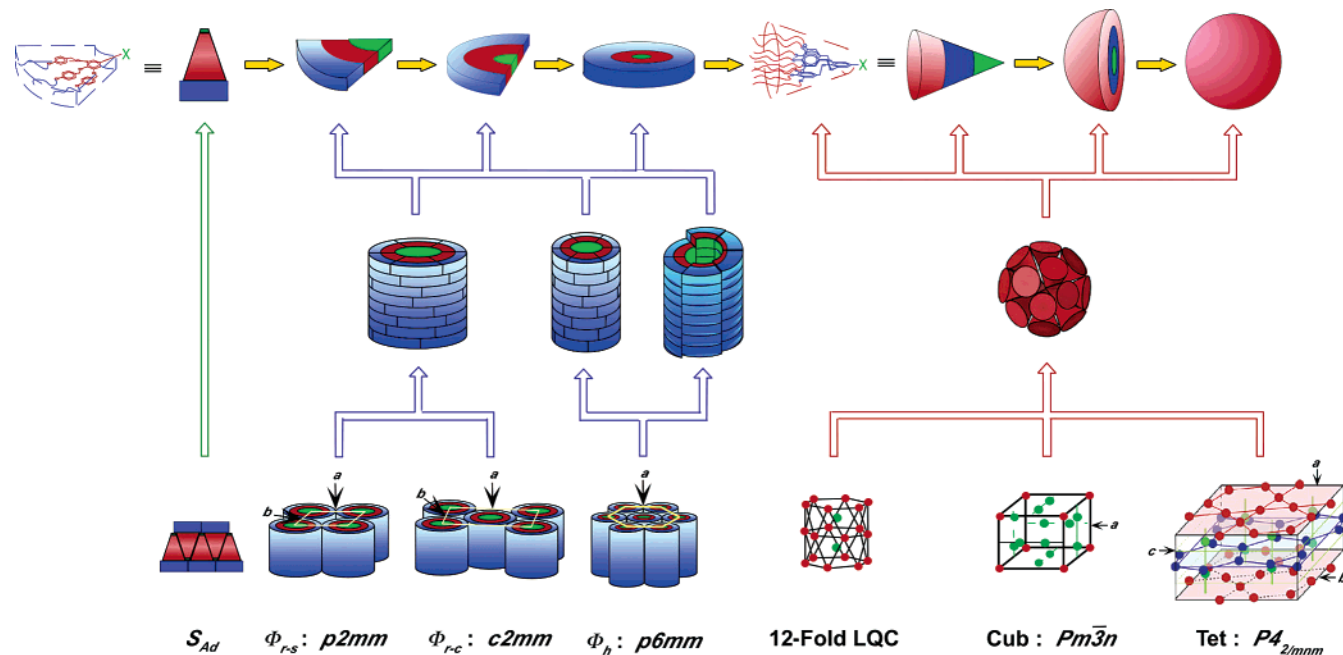 X
≡
X
≡
a
b
a
b
a
a
a
c
b
S_Ad
Φ_r-s : p2mm
Φ_r-c : c2mm
Φ_h : p6mm
12-Fold LQC
Cub : Pm3̅n
Tet : P4_2/mnm